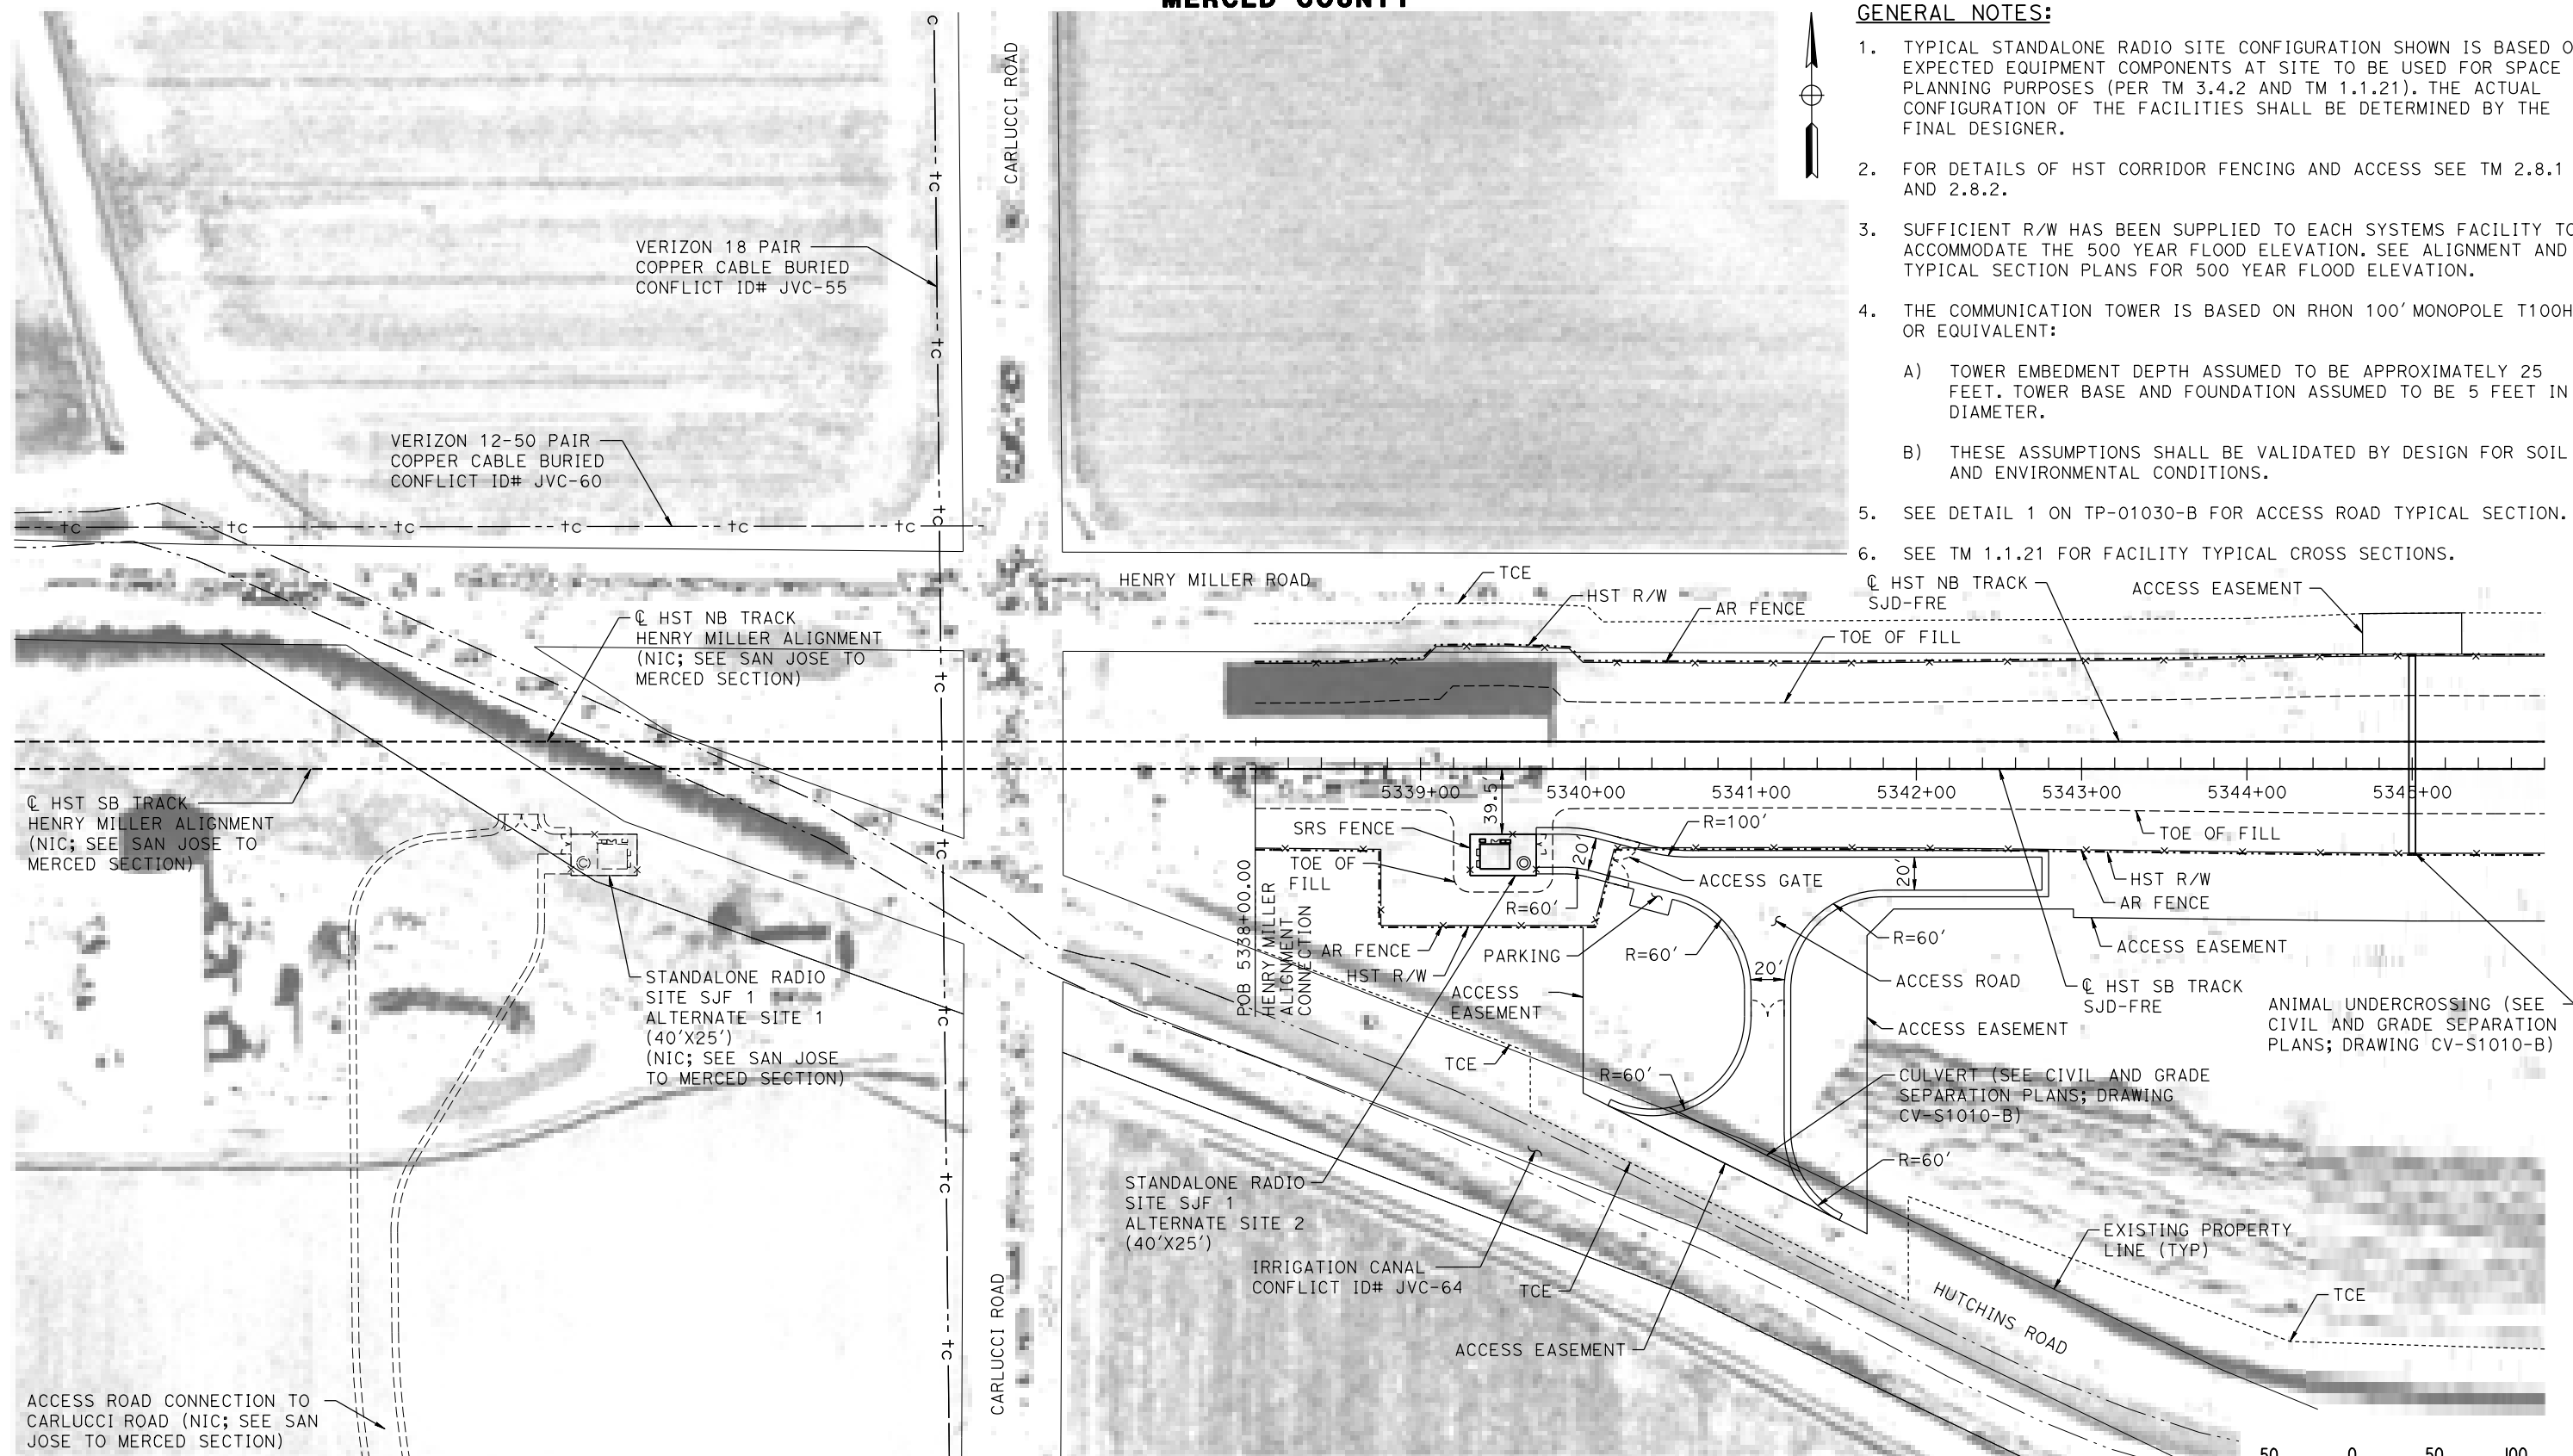 MERCED COUNTY
GENERAL NOTES:
1. TYPICAL STANDALONE RADIO SITE CONFIGURATION SHOWN IS BASED O
EXPECTED EQUIPMENT COMPONENTS AT SITE TO BE USED FOR SPACE
PLANNING PURPOSES (PER TM 3.4.2 AND TM 1.1.21). THE ACTUAL
CONFIGURATION OF THE FACILITIES SHALL BE DETERMINED BY THE
FINAL DESIGNER.
2. FOR DETAILS OF HST CORRIDOR FENCING AND ACCESS SEE TM 2.8.1
AND 2.8.2.
3. SUFFICIENT R/W HAS BEEN SUPPLIED TO EACH SYSTEMS FACILITY TO
ACCOMMODATE THE 500 YEAR FLOOD ELEVATION. SEE ALIGNMENT AND
TYPICAL SECTION PLANS FOR 500 YEAR FLOOD ELEVATION.
4. THE COMMUNICATION TOWER IS BASED ON RHON 100' MONOPOLE T100H
OR EQUIVALENT:
A) TOWER EMBEDMENT DEPTH ASSUMED TO BE APPROXIMATELY 25
FEET. TOWER BASE AND FOUNDATION ASSUMED TO BE 5 FEET IN
DIAMETER.
B) THESE ASSUMPTIONS SHALL BE VALIDATED BY DESIGN FOR SOIL
AND ENVIRONMENTAL CONDITIONS.
5. SEE DETAIL 1 ON TP-01030-B FOR ACCESS ROAD TYPICAL SECTION.
6. SEE TM 1.1.21 FOR FACILITY TYPICAL CROSS SECTIONS.
c
tc
tc
tc
tc
tc
tc
tc
tc
CARLUCCI ROAD
VERIZON 18 PAIR
COPPER CABLE BURIED
CONFLICT ID# JVC-55
VERIZON 12-50 PAIR
COPPER CABLE BURIED
CONFLICT ID# JVC-60
tc
tc
tc
tc
tc
tc
HENRY MILLER ROAD
TCE
HST R/W
AR FENCE
TOE OF FILL
℄ HST NB TRACK
SJD-FRE
ACCESS EASEMENT
℄ HST NB TRACK
HENRY MILLER ALIGNMENT
(NIC; SEE SAN JOSE TO
MERCED SECTION)
℄ HST SB TRACK
HENRY MILLER ALIGNMENT
(NIC; SEE SAN JOSE TO
MERCED SECTION)
5339+00
5340+00
5341+00
5342+00
5343+00
5344+00
5345+00
39.5'
SRS FENCE
TOE OF
FILL
R=100'
20'
20'
ACCESS GATE
R=60'
TOE OF FILL
HST R/W
AR FENCE
POB 5338+00.00
HENRY MILLER
ALIGNMENT
CONNECTION
AR FENCE
HST R/W
PARKING
R=60'
R=60'
20'
ACCESS EASEMENT
ACCESS ROAD
ACCESS
EASEMENT
℄ HST SB TRACK
SJD-FRE
ACCESS EASEMENT
ANIMAL UNDERCROSSING (SEE
CIVIL AND GRADE SEPARATION
PLANS; DRAWING CV-S1010-B)
STANDALONE RADIO
SITE SJF 1
ALTERNATE SITE 1
(40'X25')
(NIC; SEE SAN JOSE
TO MERCED SECTION)
TCE
R=60'
CULVERT (SEE CIVIL AND GRADE
SEPARATION PLANS; DRAWING
CV-S1010-B)
R=60'
STANDALONE RADIO
SITE SJF 1
ALTERNATE SITE 2
(40'X25')
IRRIGATION CANAL
CONFLICT ID# JVC-64
TCE
EXISTING PROPERTY
LINE (TYP)
HUTCHINS ROAD
TCE
ACCESS EASEMENT
CARLUCCI ROAD
ACCESS ROAD CONNECTION TO
CARLUCCI ROAD (NIC; SEE SAN
JOSE TO MERCED SECTION)
50 0 50 100